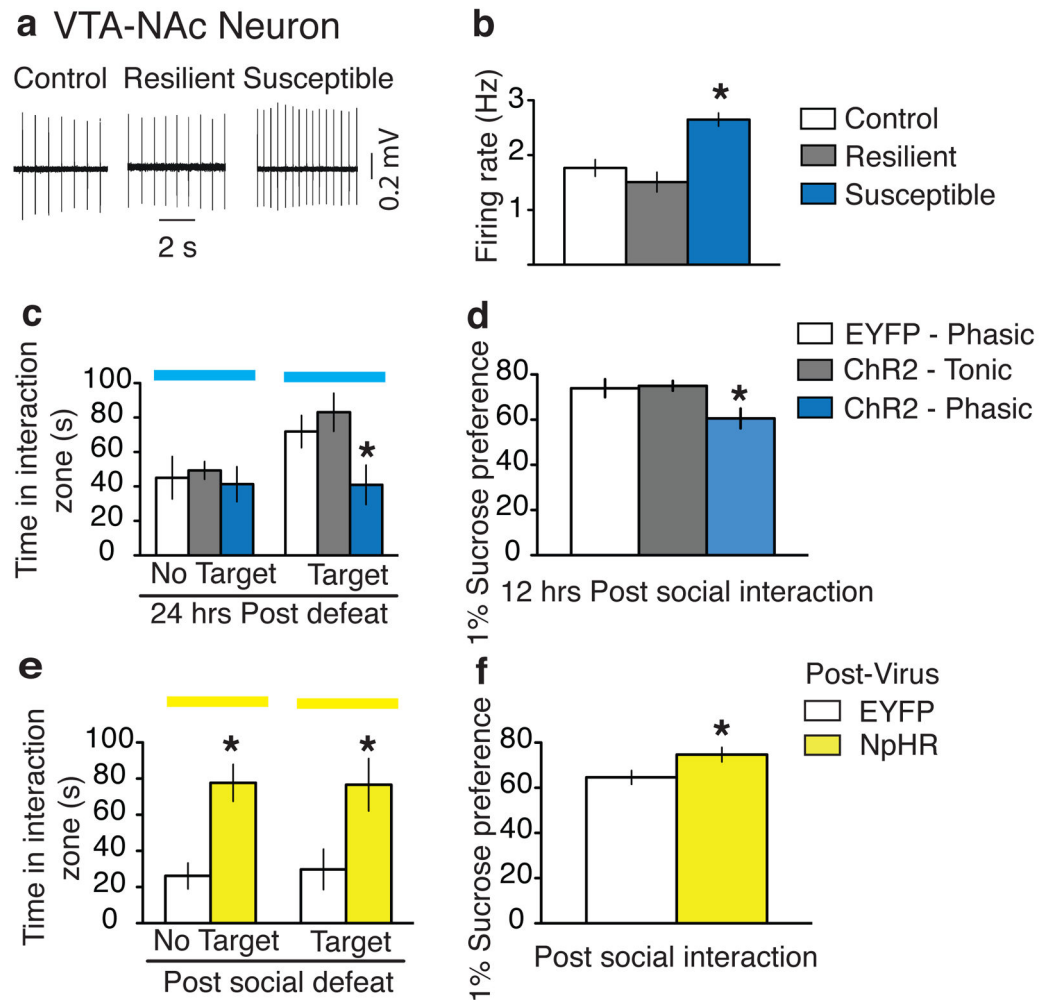 a VTA-NAc Neuron
Control Resilient Susceptible
0.2 mV
2 s
b
Firing rate (Hz)
3
2
1
*
Control
Resilient
Susceptible
c
Time in interaction
zone (s)
100
80
60
40
20
0
*
No Target Target
24 hrs Post defeat
d
1% Sucrose preference
80
60
40
20
0
*
12 hrs Post social interaction
EYFP - Phasic
ChR2 - Tonic
ChR2 - Phasic
e
Time in interaction
zone (s)
100
80
60
40
20
0
* *
No Target Target
Post social defeat
f
1% Sucrose preference
80
60
40
20
0
*
Post social interaction
Post-Virus
EYFP
NpHR